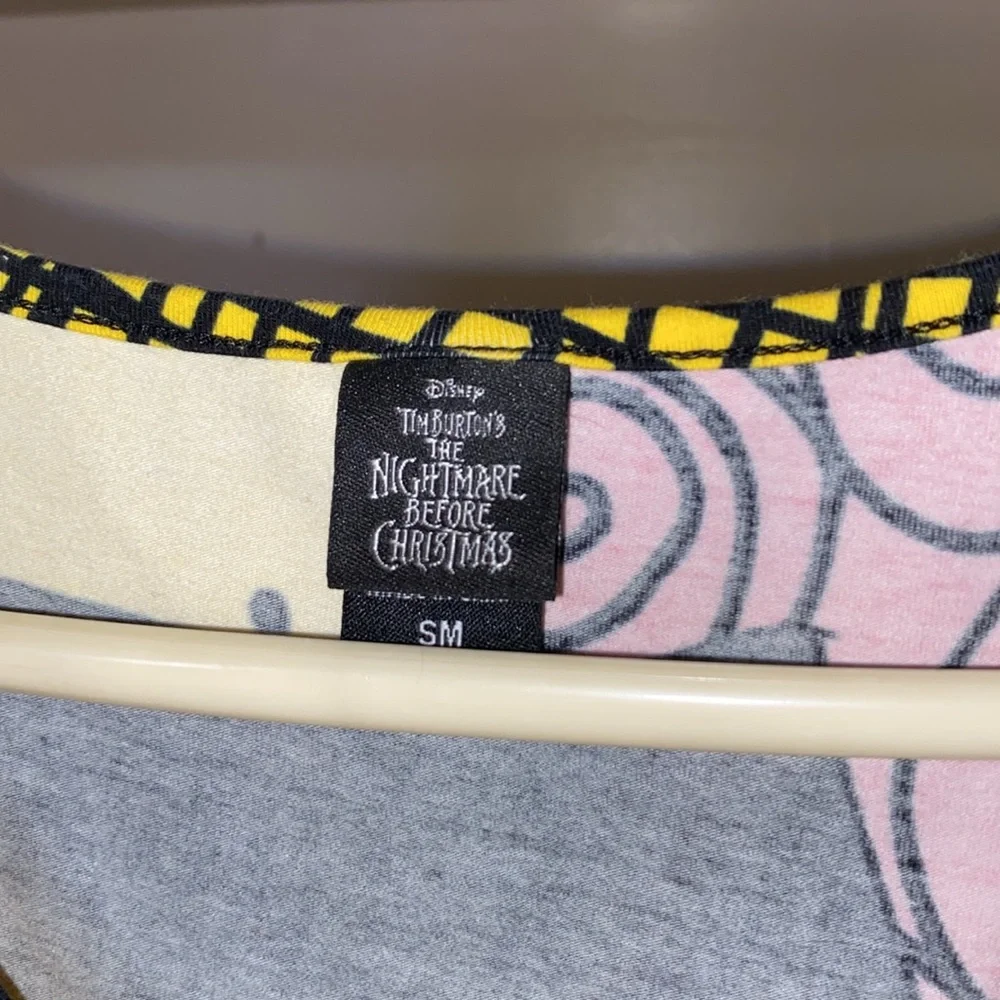 Disney
TIM BURTON'S
THE
NIGHTMARE
BEFORE
CHRISTMAS
SM